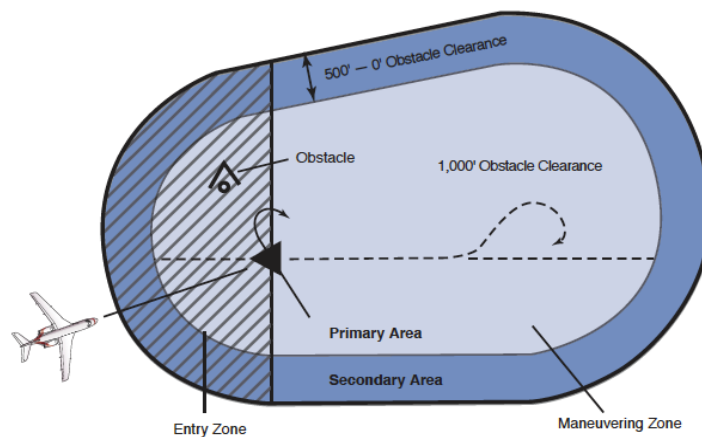 500' — 0' Obstacle Clearance
Obstacle
1,000' Obstacle Clearance
Primary Area
Secondary Area
Entry Zone
Maneuvering Zone